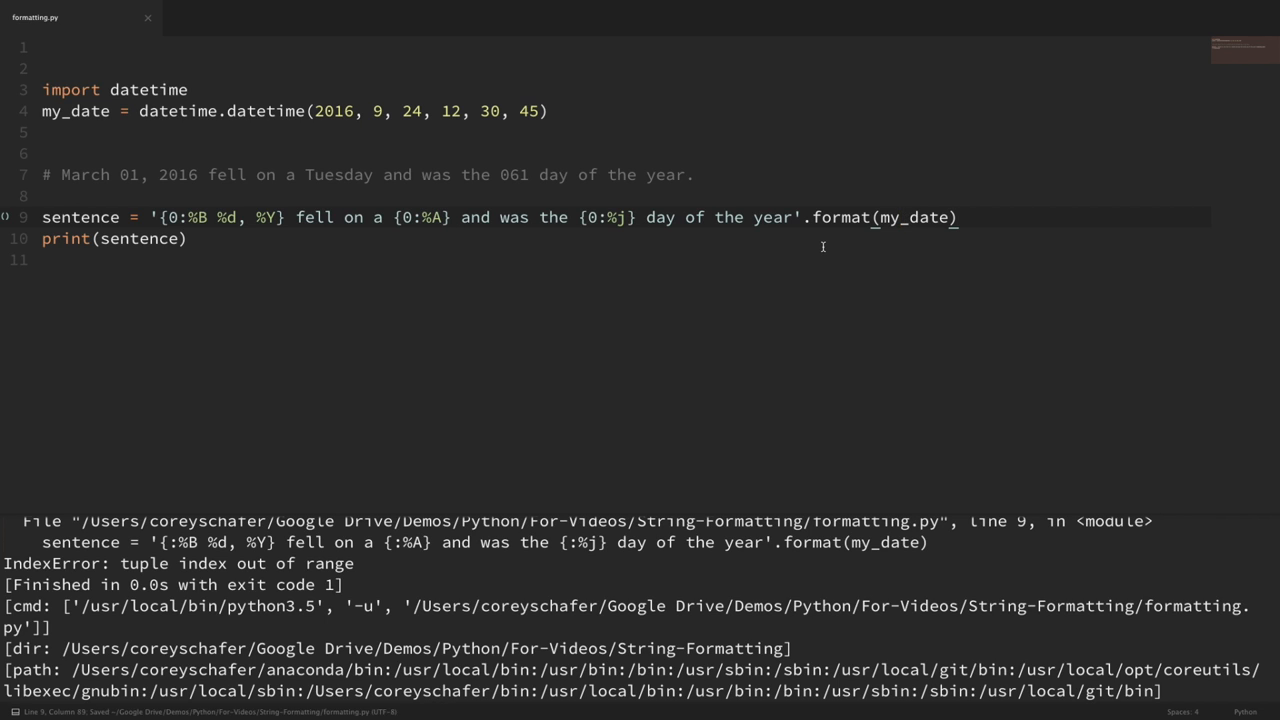 formatting.py ×
1
2
3 import datetime
4 my_date = datetime.datetime(2016, 9, 24, 12, 30, 45)
5
6
7 # March 01, 2016 fell on a Tuesday and was the 061 day of the year.
8
() 9 sentence = '{0:%B %d, %Y} fell on a {0:%A} and was the {0:%j} day of the year'.format(my_date)
10 print(sentence)
11
File "/Users/coreyschafer/Google Drive/Demos/Python/For-Videos/String-Formatting/formatting.py", line 9, in <module>
sentence = '{:%B %d, %Y} fell on a {:%A} and was the {:%j} day of the year'.format(my_date)
IndexError: tuple index out of range
[Finished in 0.0s with exit code 1]
[cmd: ['/usr/local/bin/python3.5', '-u', '/Users/coreyschafer/Google Drive/Demos/Python/For-Videos/String-Formatting/formatting.
py']]
[dir: /Users/coreyschafer/Google Drive/Demos/Python/For-Videos/String-Formatting]
[path: /Users/coreyschafer/anaconda/bin:/usr/local/bin:/usr/bin:/bin:/usr/sbin:/sbin:/usr/local/git/bin:/usr/local/opt/coreutils/
libexec/gnubin:/usr/local/sbin:/Users/coreyschafer/bin:/usr/local/bin:/usr/bin:/bin:/usr/sbin:/sbin:/usr/local/git/bin]
Line 9, Column 89; Saved ~/Google Drive/Demos/Python/For-Videos/String-Formatting/formatting.py (UTF-8) Spaces: 4 Python